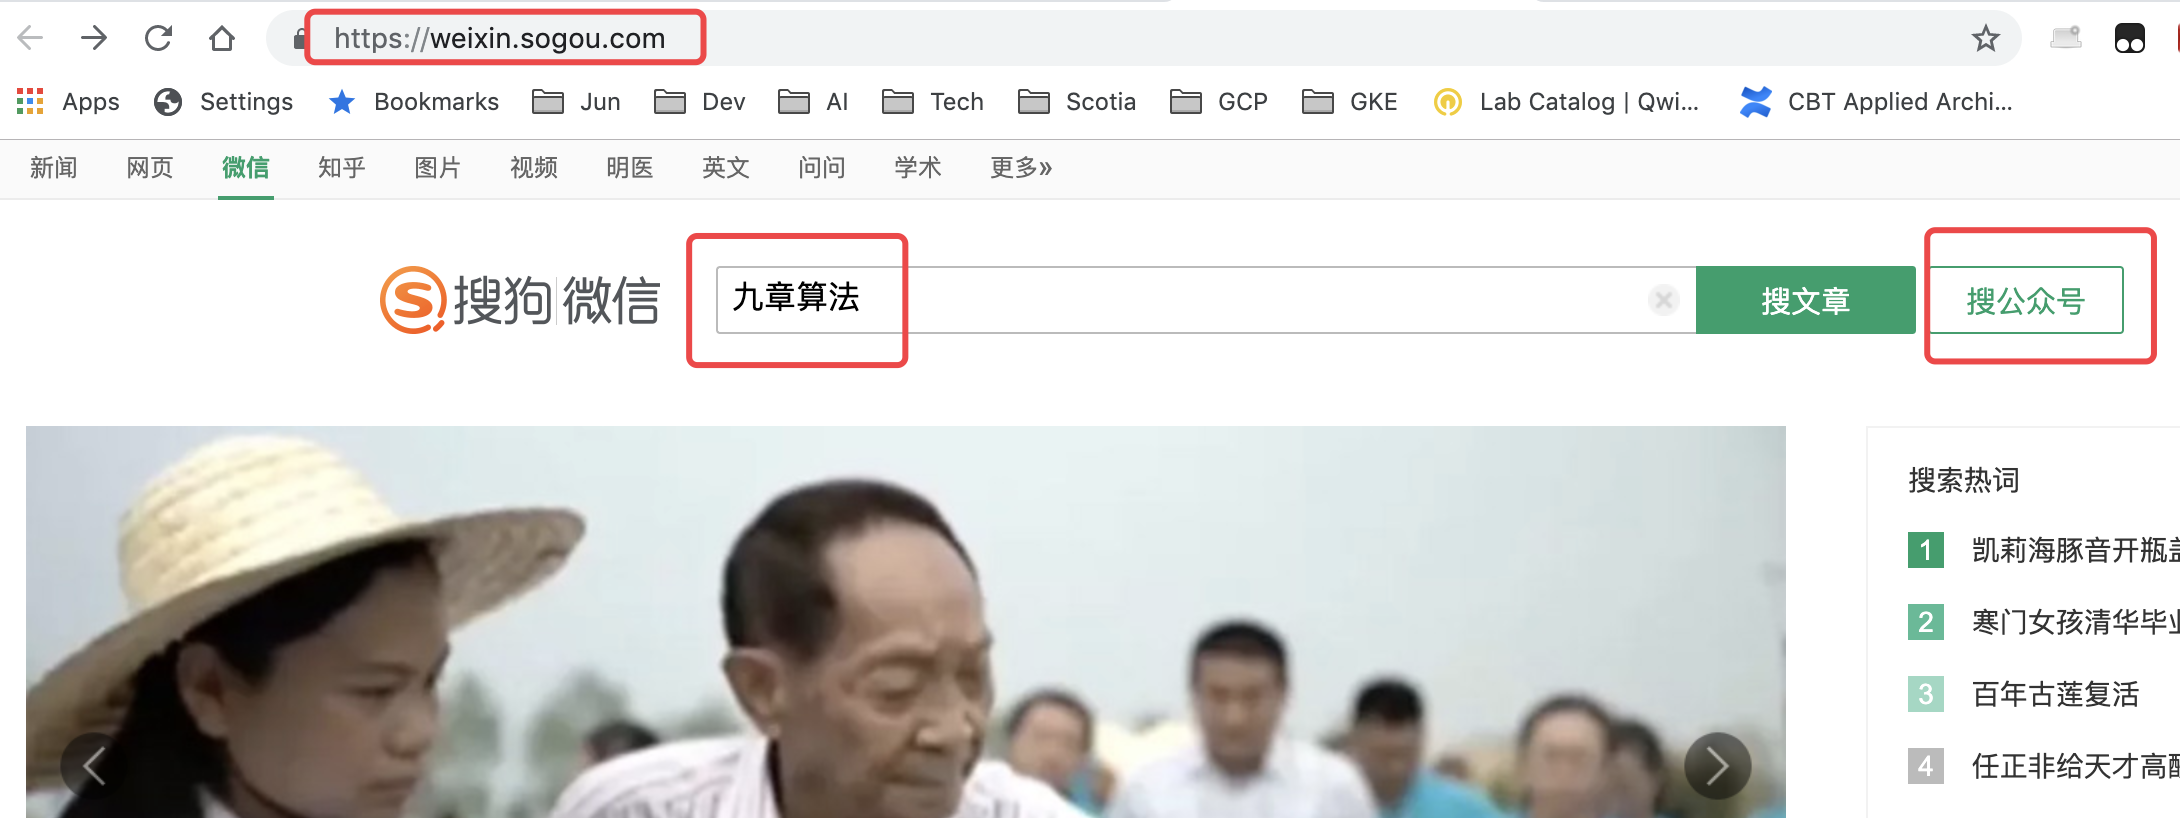 https://weixin.sogou.com
Apps Settings Bookmarks Jun Dev AI Tech Scotia GCP GKE Lab Catalog | Qwi... CBT Applied Archi...
新闻 网页 微信 知乎 图片 视频 明医 英文 问问 学术 更多»
搜狗 微信 九章算法 搜文章 搜公众号
搜索热词
1 凯莉海豚音开瓶盖
2 寒门女孩清华毕业
3 百年古莲复活
4 任正非给天才高酬